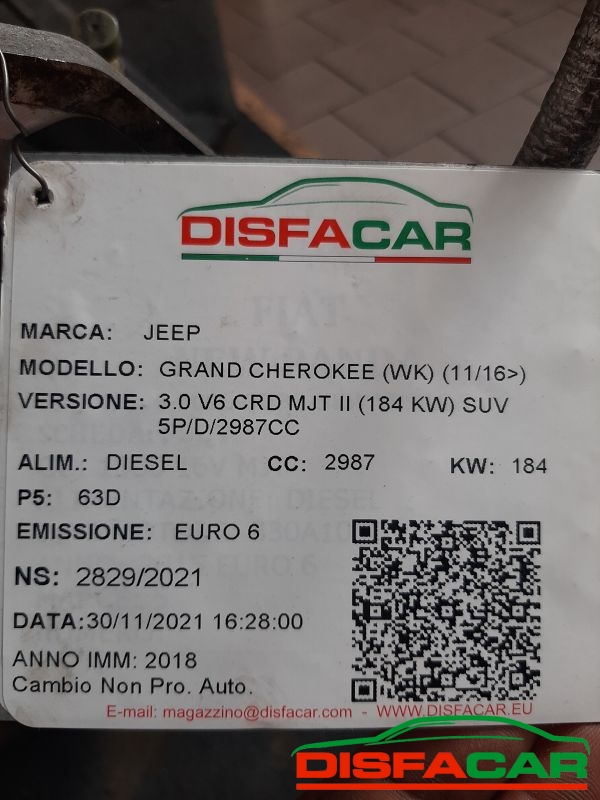 DISFACAR
MARCA: JEEP
MODELLO: GRAND CHEROKEE (WK) (11/16>)
VERSIONE: 3.0 V6 CRD MJT II (184 KW) SUV
5P/D/2987CC
ALIM.: DIESEL CC: 2987 KW: 184
P5: 63D
EMISSIONE: EURO 6
NS: 2829/2021
DATA:30/11/2021 16:28:00
ANNO IMM: 2018
Cambio Non Pro. Auto.
E-mail: magazzino@disfacar.com - WWW.DISFACAR.EU
DISFACAR